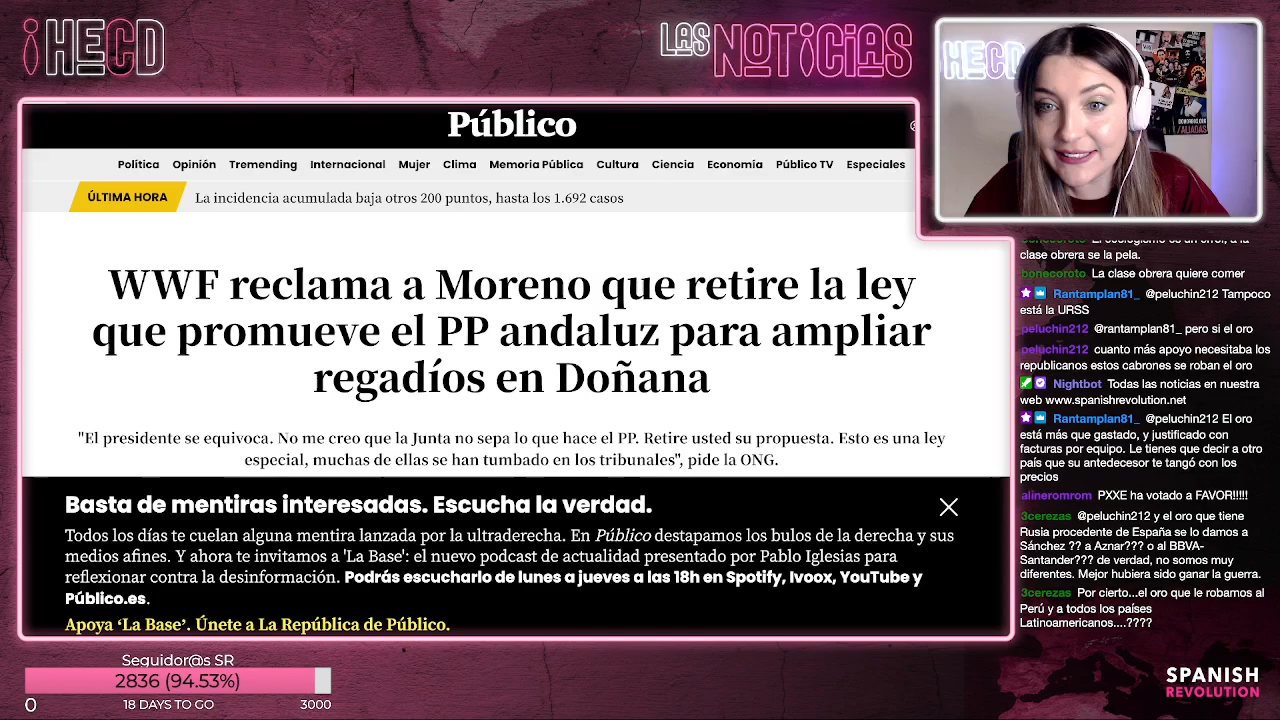 ¡HECD
LAS NOTICIAS
HECD
ALIADAS
Público
Política Opinión Tremending Internacional Mujer Clima Memoria Pública Cultura Ciencia Economía Público TV Especiales
ÚLTIMA HORA La incidencia acumulada baja otros 200 puntos, hasta los 1.692 casos
WWF reclama a Moreno que retire la ley
que promueve el PP andaluz para ampliar
regadíos en Doñana
"El presidente se equivoca. No me creo que la Junta no sepa lo que hace el PP. Retire usted su propuesta. Esto es una ley
especial, muchas de ellas se han tumbado en los tribunales", pide la ONG.
Basta de mentiras interesadas. Escucha la verdad.
Todos los días te cuelan alguna mentira lanzada por la ultraderecha. En Público destapamos los bulos de la derecha y sus
medios afines. Y ahora te invitamos a 'La Base': el nuevo podcast de actualidad presentado por Pablo Iglesias para
reflexionar contra la desinformación. Podrás escucharlo de lunes a jueves a las 18h en Spotify, Ivoox, YouTube y
Público.es.
Apoya ‘La Base’. Únete a La República de Público.
bonecoroto El ecologismo es un error, a la
clase obrera se la pela.
bonecoroto La clase obrera quiere comer
Rantamplan81_ @peluchin212 Tampoco
está la URSS
peluchin212 @rantamplan81_ pero si el oro
peluchin212 cuanto más apoyo necesitaba los
republicanos estos cabrones se roban el oro
Nightbot Todas las noticias en nuestra
web www.spanishrevolution.net
Rantamplan81_ @peluchin212 El oro
está más que gastado, y justificado con
facturas por equipo. Le tienes que decir a otro
país que su antedecesor te tangó con los
precios
alineromrom PXXE ha votado a FAVOR!!!!!
3cerezas @peluchin212 y el oro que tiene
Rusia procedente de España se lo damos a
Sánchez ?? a Aznar??? o al BBVA-
Santander??? de verdad, no somos muy
diferentes. Mejor hubiera sido ganar la guerra.
3cerezas Por cierto...el oro que le robamos al
Perú y a todos los países
Latinoamericanos....????
Seguidor@s SR
2836 (94.53%)
0 18 DAYS TO GO 3000
SPANISH
REVOLUTION